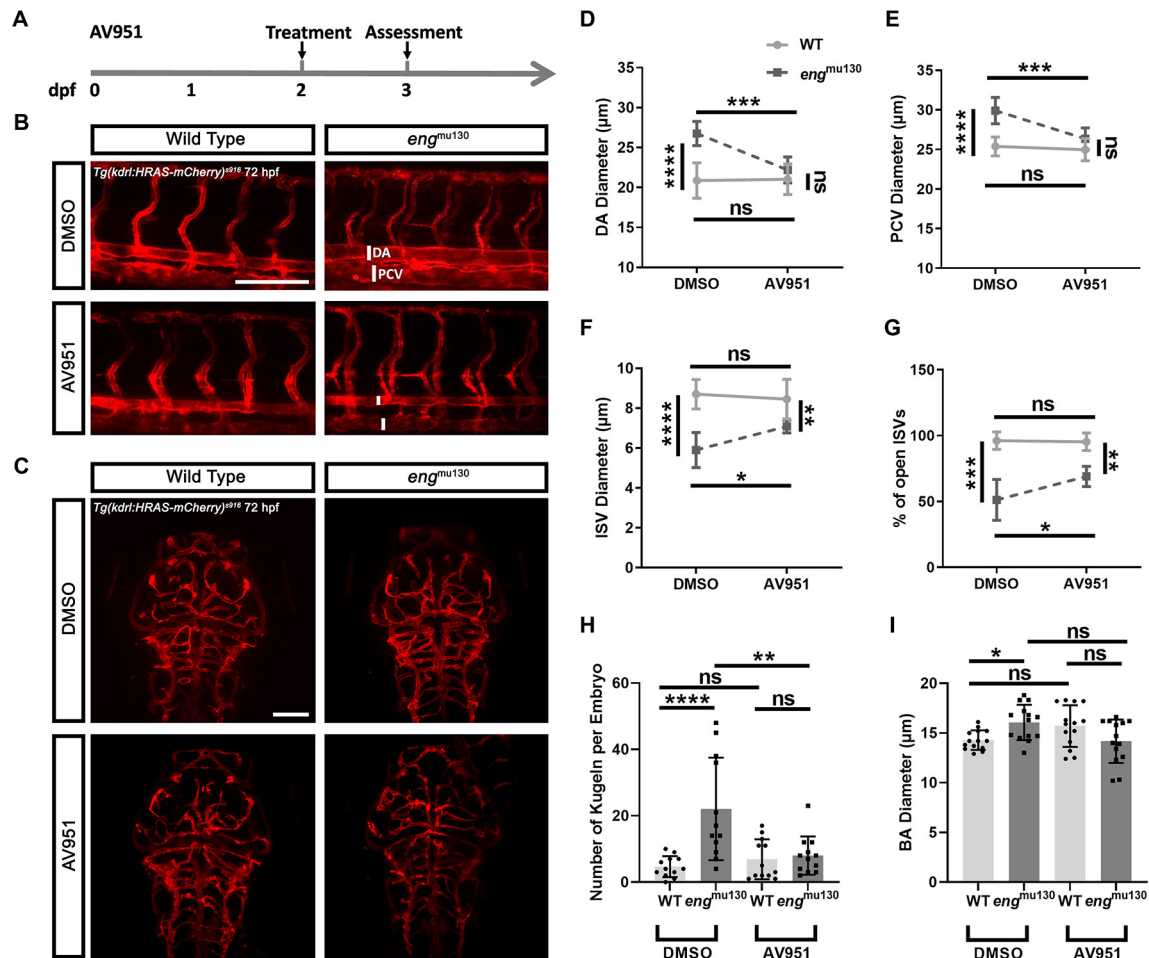 A
AV951
Treatment
Assessment
dpf
0
1
2
3
B
Wild Type
eng^mu130
DMSO
Tg(kdrl:HRAS-mCherry)^s916 72 hpf
DA
PCV
AV951
C
Wild Type
eng^mu130
DMSO
Tg(kdrl:HRAS-mCherry)^s916 72 hpf
AV951
D
WT
eng^mu130
DA Diameter (μm)
35
30
25
20
15
10
***
****
ns
ns
DMSO
AV951
E
PCV Diameter (μm)
35
30
25
20
15
10
***
****
ns
ns
DMSO
AV951
F
ISV Diameter (μm)
10
8
6
4
2
0
ns
****
**
*
DMSO
AV951
G
% of open ISVs
150
100
50
0
ns
***
**
*
DMSO
AV951
H
Number of Kugeln per Embryo
60
40
20
0
**
ns
****
ns
WT eng^mu130 WT eng^mu130
DMSO
AV951
I
BA Diameter (μm)
20
15
10
5
0
ns
*
ns
ns
WT eng^mu130 WT eng^mu130
DMSO
AV951